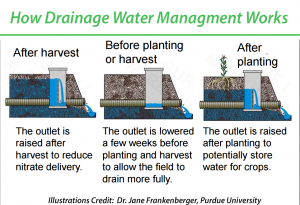 How Drainage Water Managment Works
After harvest
The outlet is
raised after
harvest to reduce
nitrate delivery.
Before planting
or harvest
The outlet is lowered
a few weeks before
planting and harvest
to allow the field to
drain more fully.
After
planting
The outlet is raised
after planting to
potentially store
water for crops.
Illustrations Credit: Dr. Jane Frankenberger, Purdue University